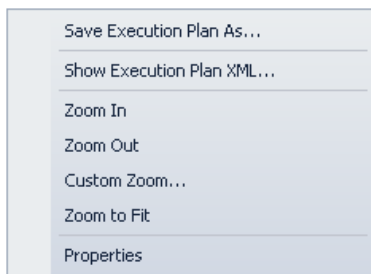 Save Execution Plan As...
Show Execution Plan XML...
Zoom In
Zoom Out
Custom Zoom...
Zoom to Fit
Properties